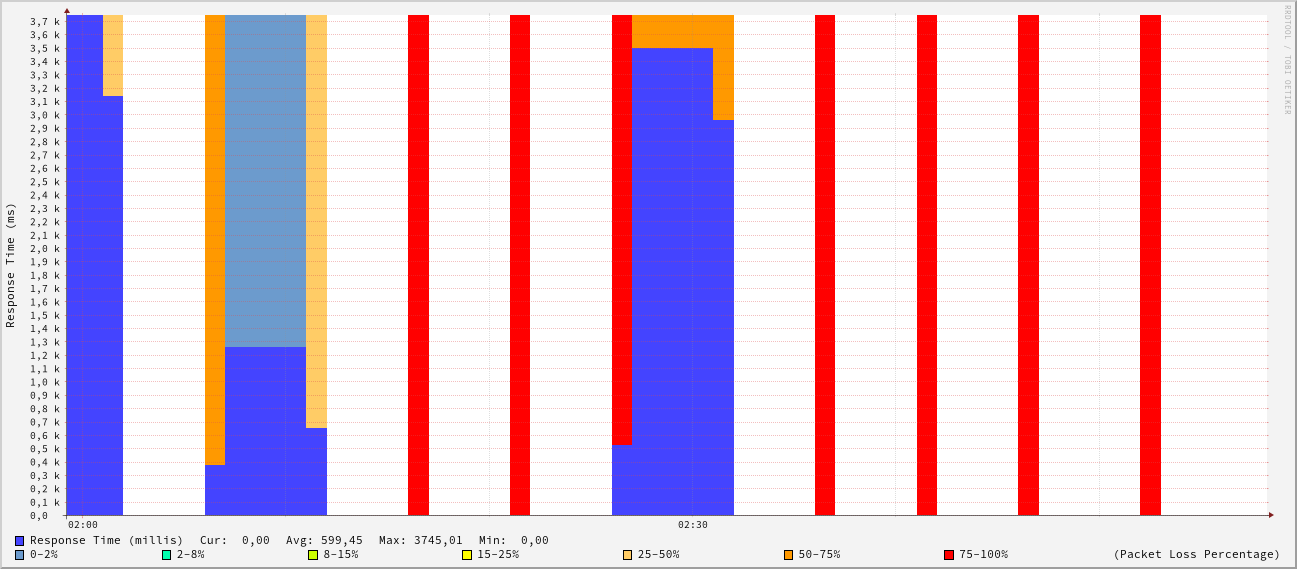 RRDTOOL / TOBI OETIKER
Response Time (ms)
3,7 k
3,6 k
3,5 k
3,4 k
3,3 k
3,2 k
3,1 k
3,0 k
2,9 k
2,8 k
2,7 k
2,6 k
2,5 k
2,4 k
2,3 k
2,2 k
2,1 k
2,0 k
1,9 k
1,8 k
1,7 k
1,6 k
1,5 k
1,4 k
1,3 k
1,2 k
1,1 k
1,0 k
0,9 k
0,8 k
0,7 k
0,6 k
0,5 k
0,4 k
0,3 k
0,2 k
0,1 k
0,0
02:00 02:30
Response Time (millis) Cur: 0,00 Avg: 599,45 Max: 3745,01 Min: 0,00
0-2% 2-8% 8-15% 15-25% 25-50% 50-75% 75-100% (Packet Loss Percentage)